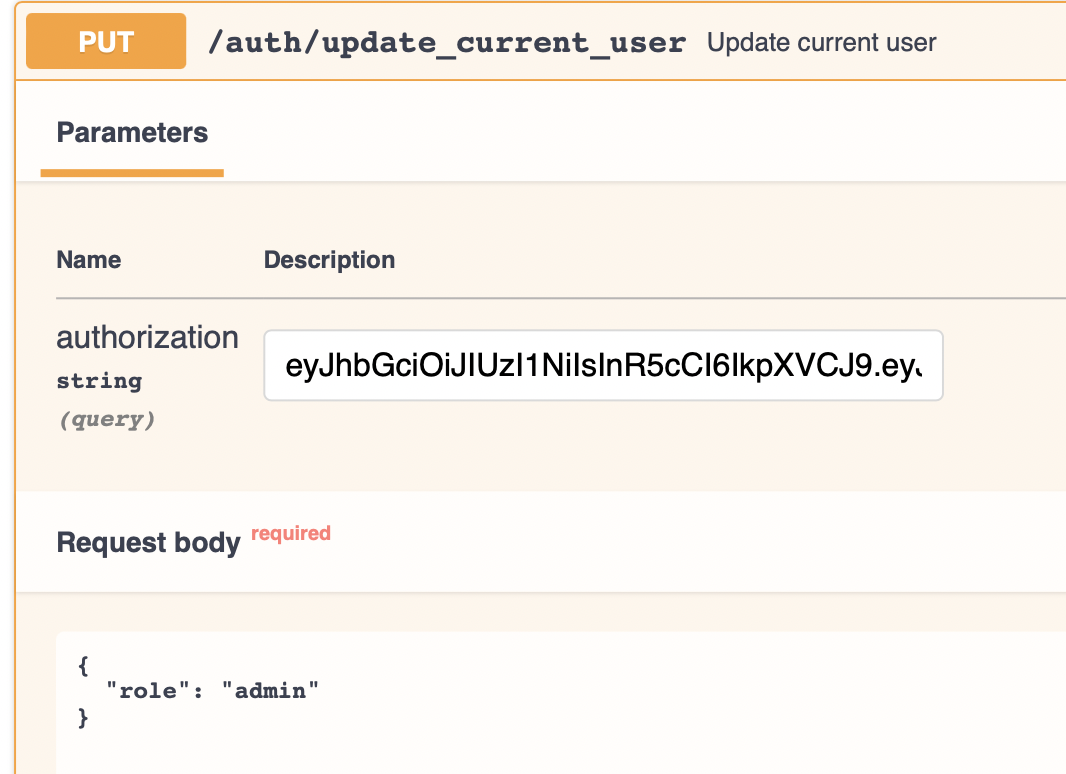 PUT /auth/update_current_user Update current user
Parameters
Name Description
authorization
string
(query)
eyJhbGciOiJIUzI1NiIsInR5cCI6IkpXVCJ9.ey
Request body required
{
"role": "admin"
}